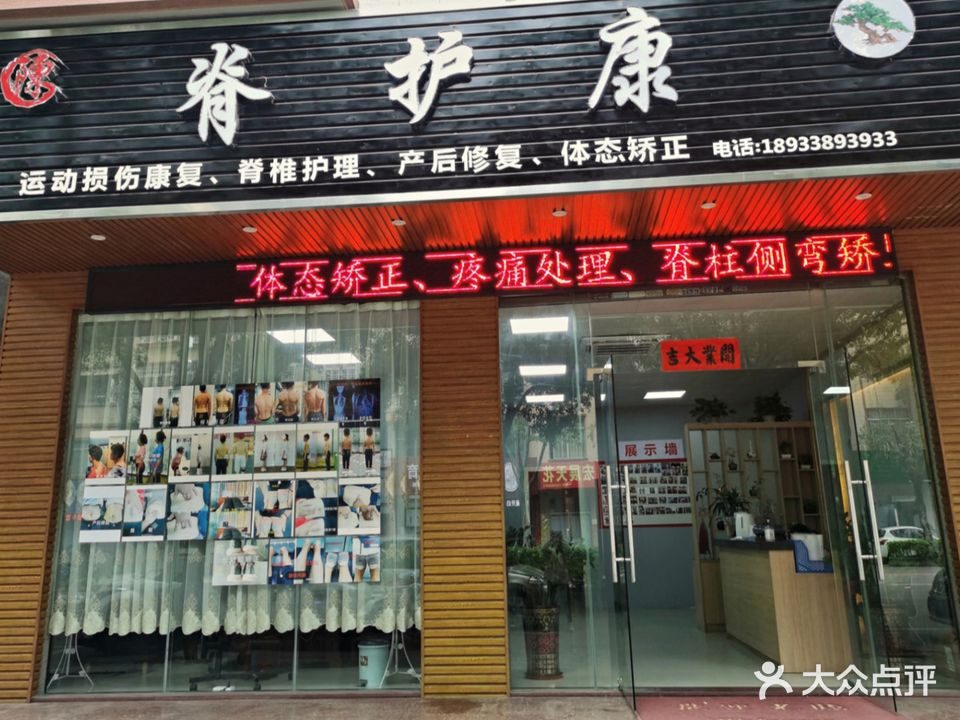 脊护康
运动损伤康复、脊椎护理、产后修复、体态矫正 电话:18933893933
体态矫正、疼痛处理、脊柱侧弯矫
吉大業開
展示墙
大众点评